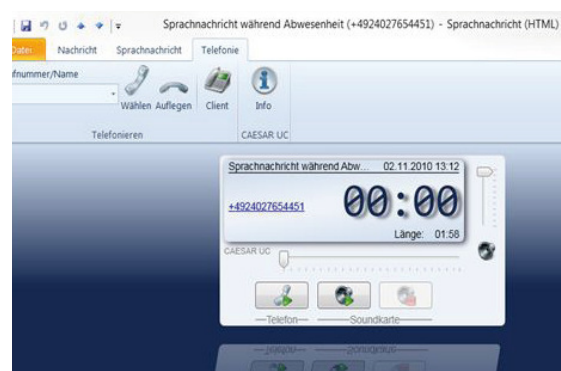 Sprachnachricht während Abwesenheit (+4924027654451) - Sprachnachricht (HTML)
Datei Nachricht Sprachnachricht Telefonie
ufnummer/Name
Wählen Auflegen Client Info
Telefonieren CAESAR UC
Sprachnachricht während Abw... 02.11.2010 13:12
+4924027654451 00:00
Länge: 01:58
CAESAR UC
Telefon Soundkarte